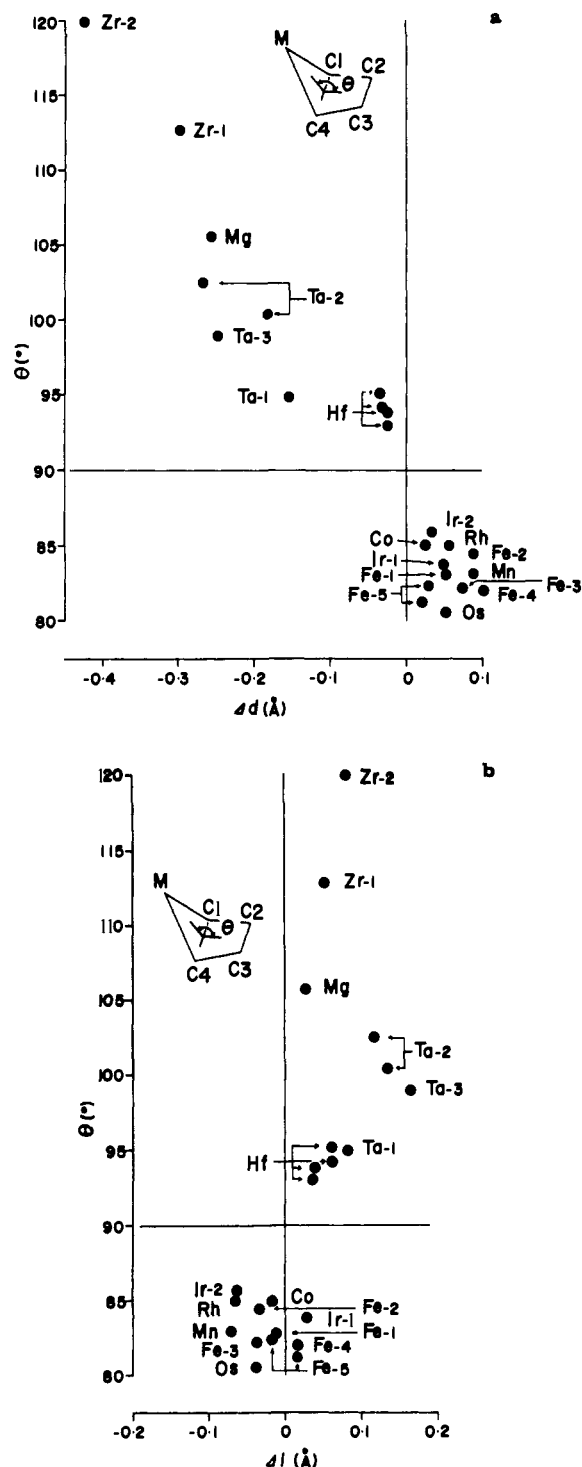 a
120
Zr-2
M
C1
C2
θ
C4
C3
115
Zr-1
110
Mg
105
Ta-2
100
Ta-3
Ta-1
95
Hf
θ(°)
90
Ir-2
Co
Rh
85
Fe-2
Ir-1
Mn
Fe-1
Fe-3
Fe-5
Fe-4
Os
80
-0.4 -0.3 -0.2 -0.1 0 0.1
Δd(Å)
b
120
Zr-2
115
Zr-1
M
C1
C2
110
θ
C4
C3
Mg
105
Ta-2
100
Ta-3
θ(°)
95
Ta-1
Hf
90
Ir-2
Co
85
Fe-2
Rh
Ir-1
Mn
Fe-1
Fe-3
Fe-4
Os
Fe-5
80
-0.2 -0.1 0 0.1 0.2
Δl(Å)